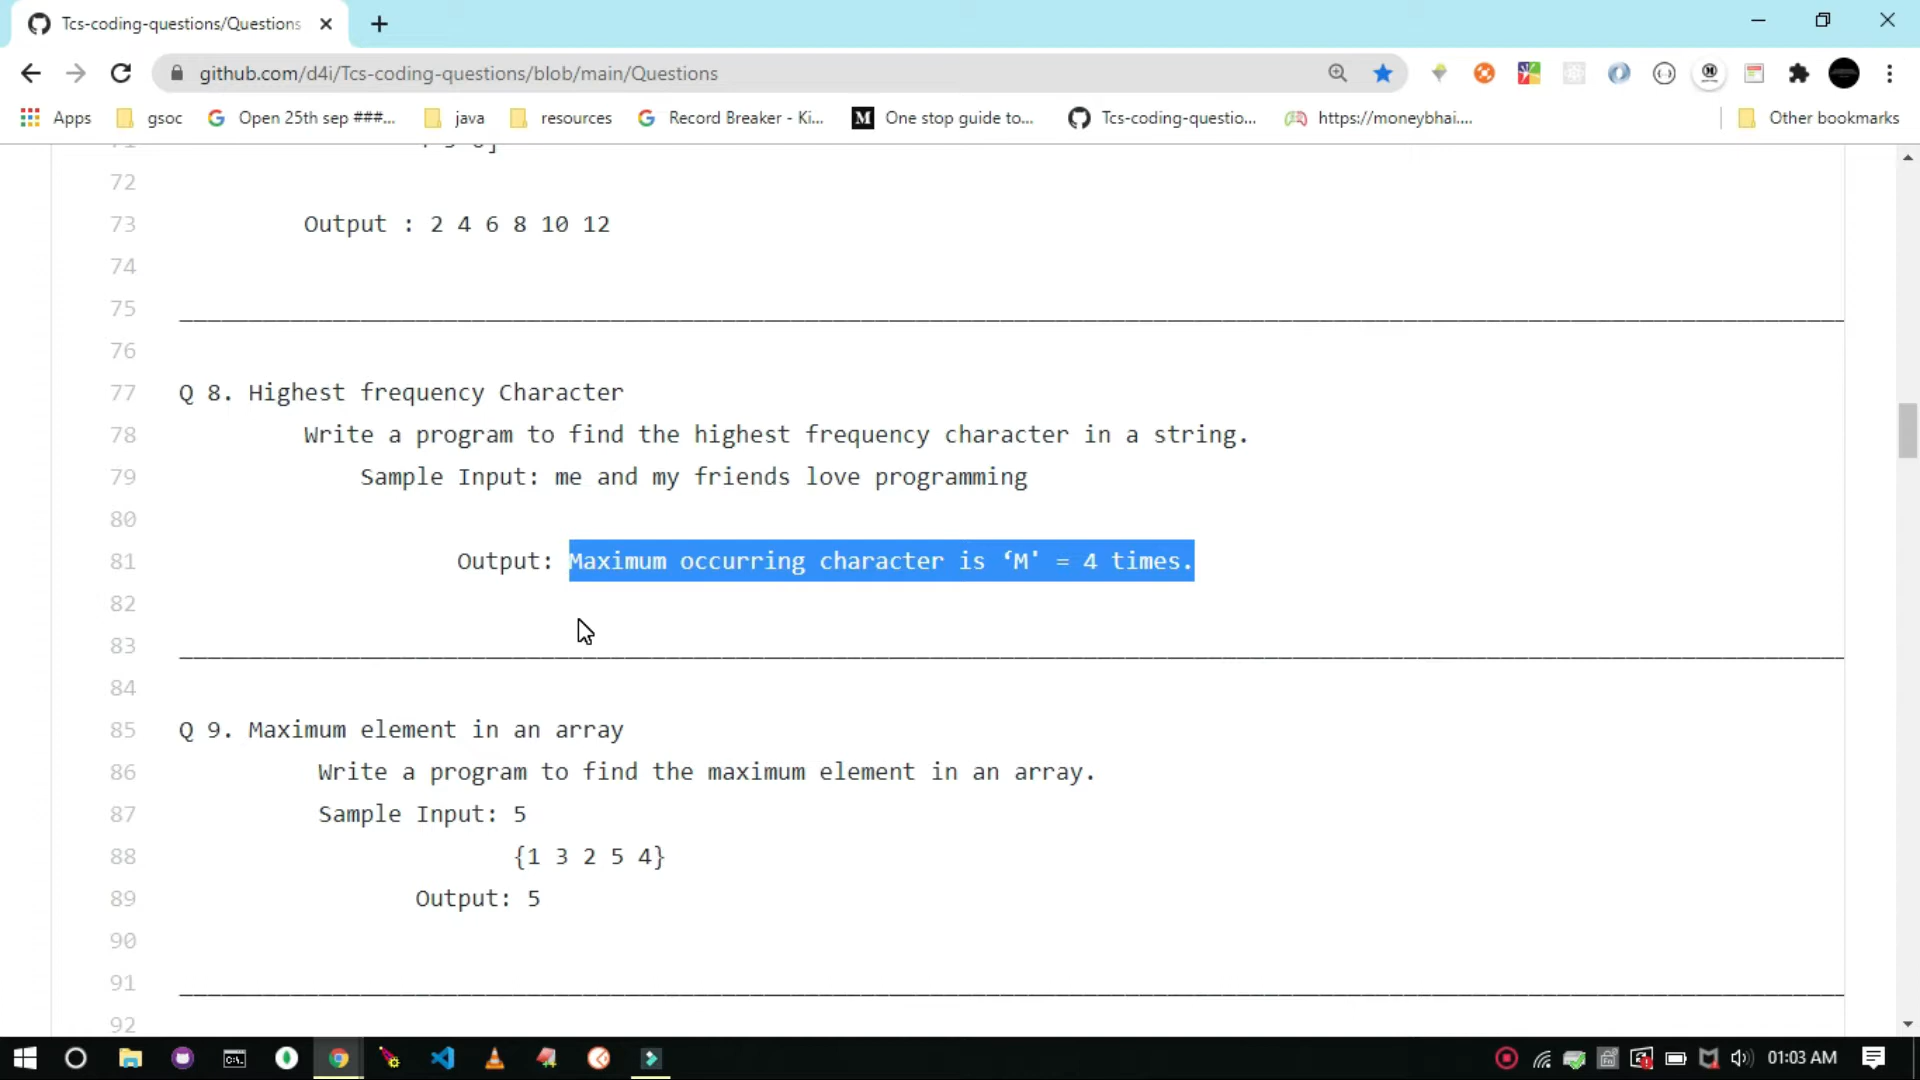 Tcs-coding-questions/Questions
github.com/d4i/Tcs-coding-questions/blob/main/Questions
Apps gsoc Open 25th sep ###... java resources Record Breaker - Ki... M One stop guide to... Tcs-coding-questio... https://moneybhai.... Other bookmarks
72
73 Output : 2 4 6 8 10 12
74
75
76
77 Q 8. Highest frequency Character
78 Write a program to find the highest frequency character in a string.
79 Sample Input: me and my friends love programming
80
81 Output: Maximum occurring character is ‘M' = 4 times.
82
83
84
85 Q 9. Maximum element in an array
86 Write a program to find the maximum element in an array.
87 Sample Input: 5
88 {1 3 2 5 4}
89 Output: 5
90
91
92
01:03 AM